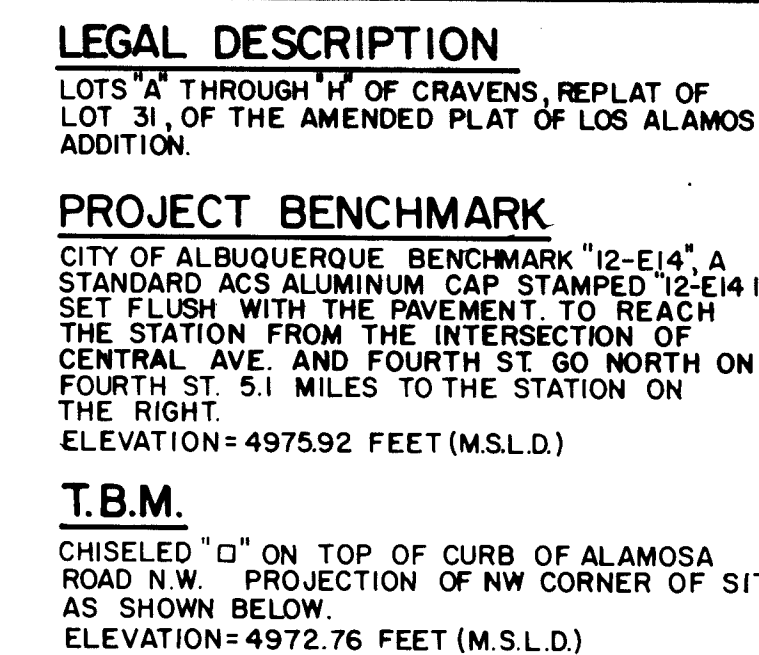 LEGAL DESCRIPTION
LOTS "A" THROUGH "H" OF CRAVENS, REPLAT OF
LOT 31, OF THE AMENDED PLAT OF LOS ALAMOS
ADDITION.
PROJECT BENCHMARK
CITY OF ALBUQUERQUE BENCHMARK "12-E14", A
STANDARD ACS ALUMINUM CAP STAMPED "12-E14
SET FLUSH WITH THE PAVEMENT. TO REACH
THE STATION FROM THE INTERSECTION OF
CENTRAL AVE. AND FOURTH ST. GO NORTH ON
FOURTH ST. 5.1 MILES TO THE STATION ON
THE RIGHT.
ELEVATION = 4975.92 FEET (M.S.L.D.)
T.B.M.
CHISELED "□" ON TOP OF CURB OF ALAMOSA
ROAD N.W. PROJECTION OF NW CORNER OF
AS SHOWN BELOW.
ELEVATION = 4972.76 FEET (M.S.L.D.)